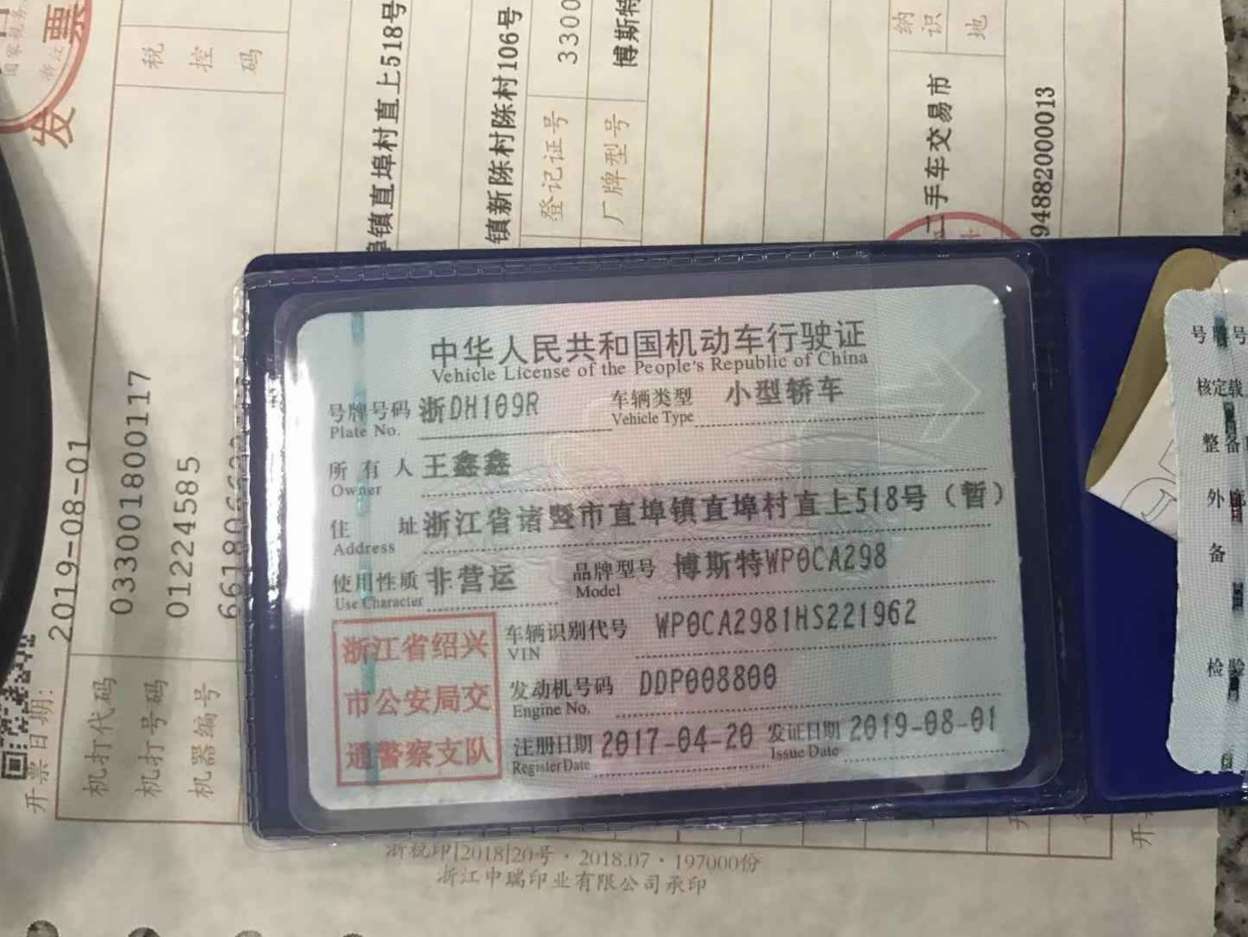 中华人民共和国机动车行驶证
Vehicle License of the People's Republic of China
号牌号码 浙DH109R 车辆类型 小型轿车
Plate No. Vehicle Type
所有人 王鑫鑫
Owner
住址 浙江省诸暨市直埠镇直埠村直上518号（暂）
Address
使用性质 非营运 品牌型号 博斯特WP0CA298
Use Character Model
车辆识别代号 WP0CA2981HS221962
VIN
发动机号码 DDP008800
Engine No.
注册日期 2017-04-20 发证日期 2019-08-01
Register Date Issue Date
浙江省绍兴
市公安局交
通警察支队
号
号
核定载
整备
外
备
检验
发票
税控码
埠镇直埠村直上518号
镇新陈村陈村106号
登记证号 3300
厂牌型号 博斯特
纳
识
地
二手车交易市
94882000013
开票日期: 2019-08-01
机打代码 033001800117
机打号码 01224585
机器编号
浙税印|2018|20号·2018.07·197000份
浙江中瑞印业有限公司承印